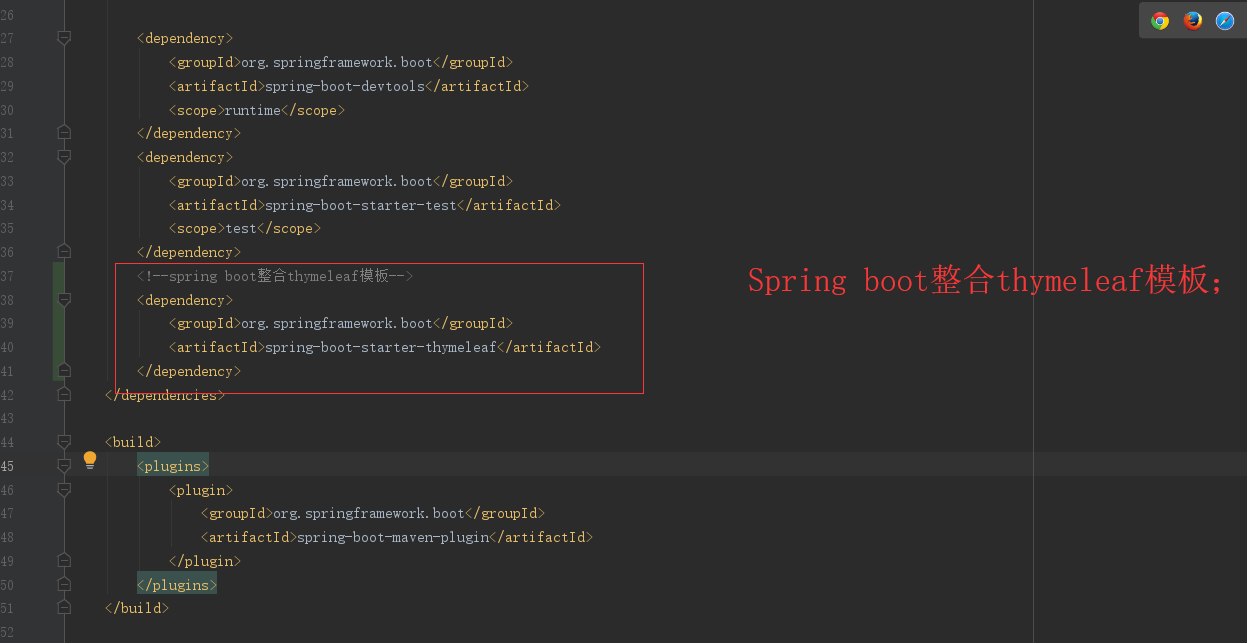 26
27 <dependency>
28 <groupId>org.springframework.boot</groupId>
29 <artifactId>spring-boot-devtools</artifactId>
30 <scope>runtime</scope>
31 </dependency>
32 <dependency>
33 <groupId>org.springframework.boot</groupId>
34 <artifactId>spring-boot-starter-test</artifactId>
35 <scope>test</scope>
36 </dependency>
37 <!--spring boot整合thymeleaf模板-->
Spring boot整合thymeleaf模板;
38 <dependency>
39 <groupId>org.springframework.boot</groupId>
40 <artifactId>spring-boot-starter-thymeleaf</artifactId>
41 </dependency>
42 </dependencies>
43
44 <build>
45 <plugins>
46 <plugin>
47 <groupId>org.springframework.boot</groupId>
48 <artifactId>spring-boot-maven-plugin</artifactId>
49 </plugin>
50 </plugins>
51 </build>
52